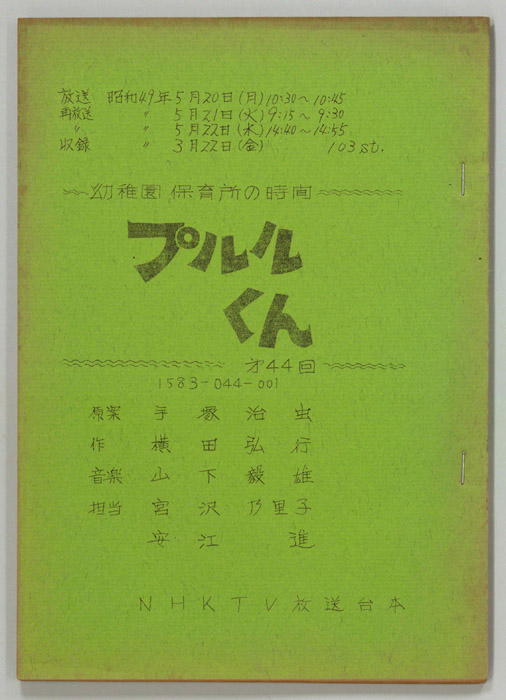 放送 昭和49年5月20日(月)10:30～10:45
再放送 〃 5月21日(火)9:15～9:30
〃 〃 5月22日(水)14:40～14:55
収録 〃 3月22日(金) 103st.
幼稚園 保育所の時間
プルル
くん
才44回
1583-044-001
原案 手塚治虫
作 横田弘行
音楽 山下毅雄
担当 宮沢乃里子
安江進
NHKTV放送台本